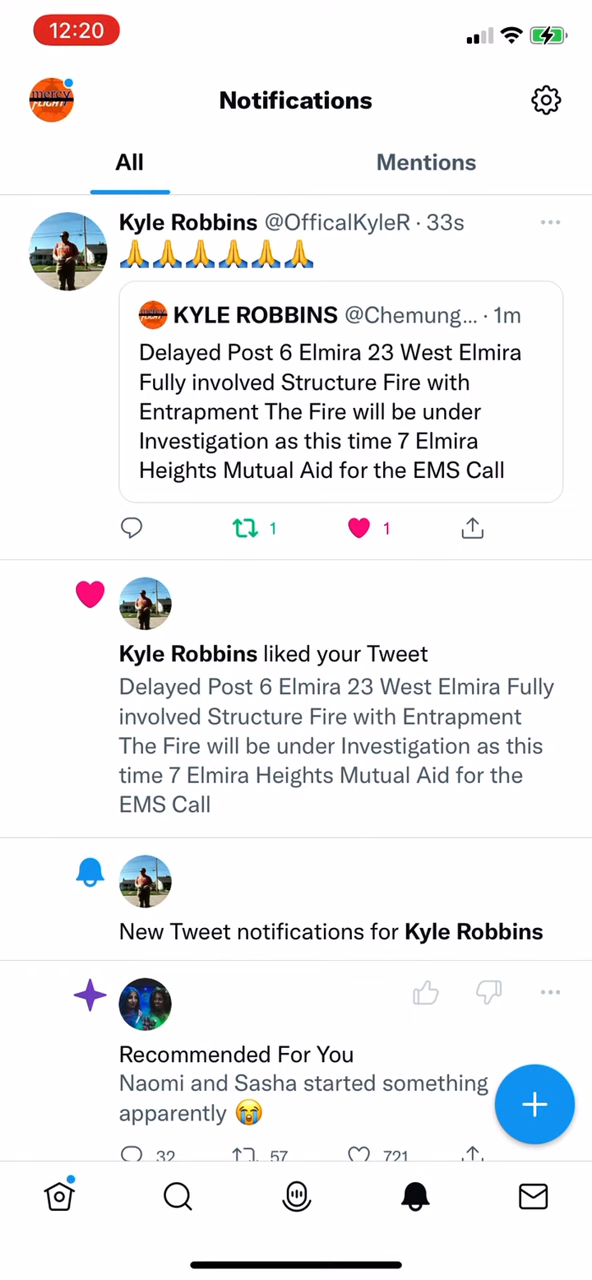 12:20
mercy
FLIGHT
Notifications
All
Mentions
Kyle Robbins @OfficalKyleR · 33s
🙏🙏🙏🙏🙏🙏
KYLE ROBBINS @Chemung... · 1m
Delayed Post 6 Elmira 23 West Elmira
Fully involved Structure Fire with
Entrapment The Fire will be under
Investigation as this time 7 Elmira
Heights Mutual Aid for the EMS Call
1
1
Kyle Robbins liked your Tweet
Delayed Post 6 Elmira 23 West Elmira Fully
involved Structure Fire with Entrapment
The Fire will be under Investigation as this
time 7 Elmira Heights Mutual Aid for the
EMS Call
New Tweet notifications for Kyle Robbins
Recommended For You
Naomi and Sasha started something
apparently 😭
32
57
721